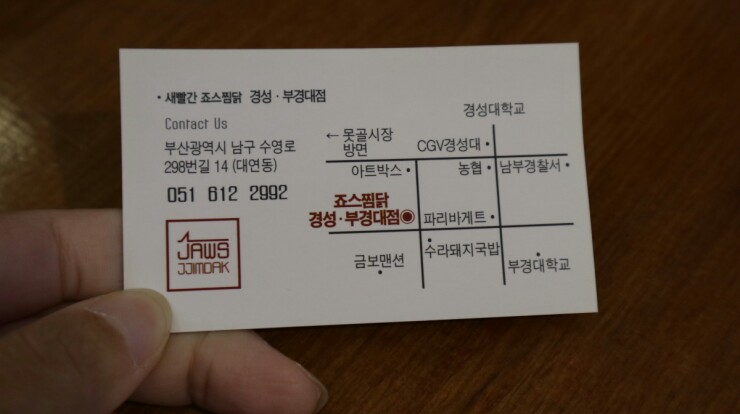 • 새빨간 죠스찜닭 경성 · 부경대점
Contact Us
부산광역시 남구 수영로
298번길 14 (대연동)
051 612 2992
JAWS
JJIMDAK
경성대학교
← 못골시장
방면
CGV경성대 •
아트박스 •
농협 •
남부경찰서 •
죠스찜닭
경성 · 부경대점
파리바게트 •
금보맨션
수라돼지국밥
부경대학교